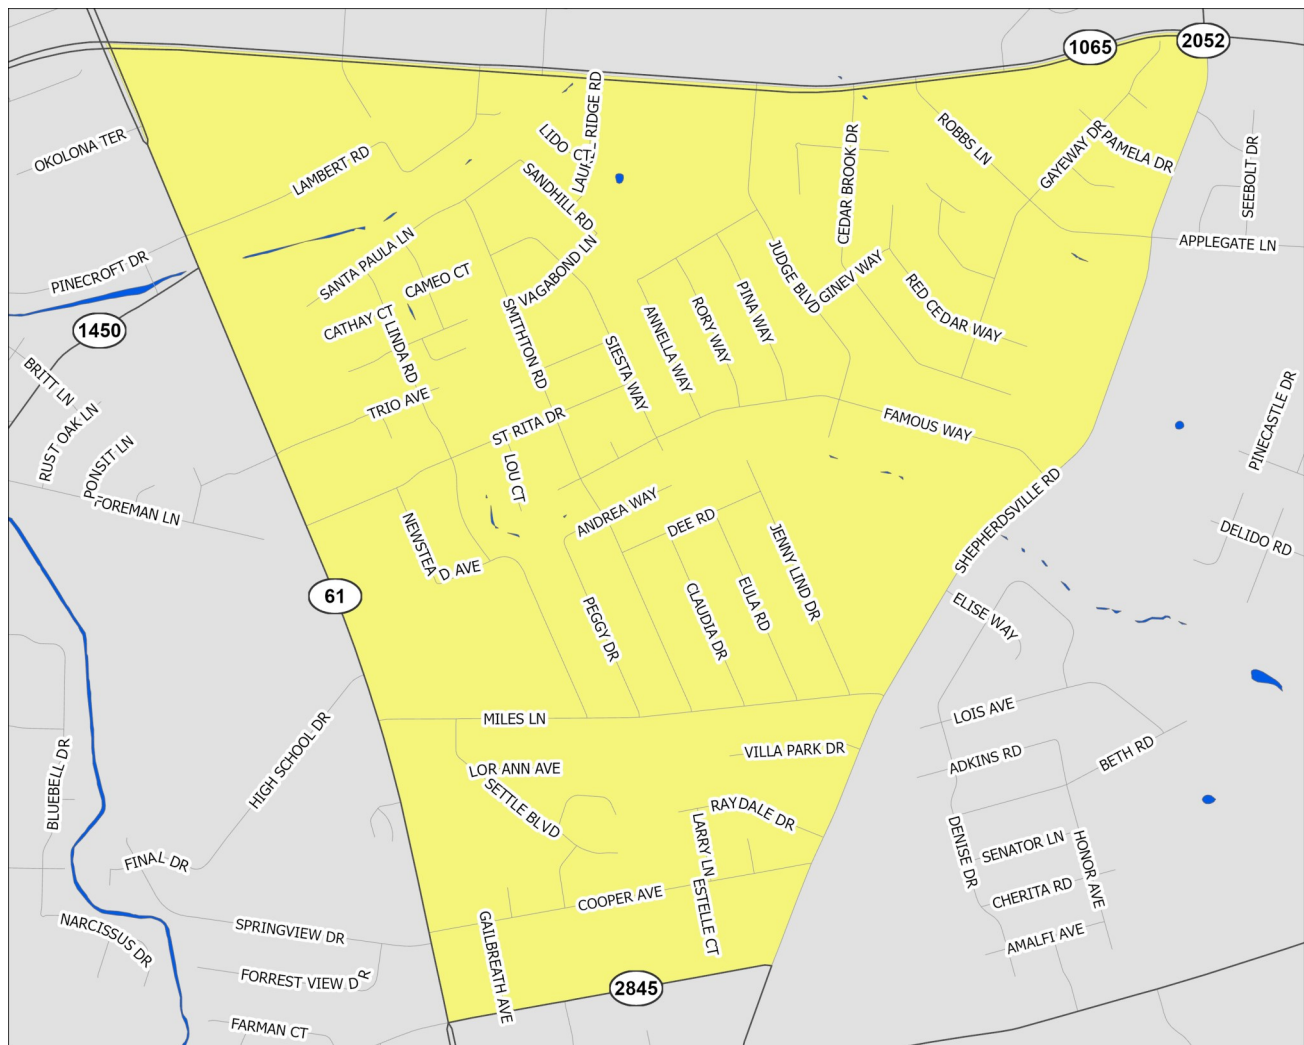 2052
1065
OKOLONA TER
LAMBERT RD
LIDO CT
LAUREL RIDGE RD
SANDHILL RD
CEDAR BROOK DR
ROBBS LN
GAYEWAY DR
PAMELA DR
SEEBOLT DR
APPLEGATE LN
PINECROFT DR
SANTA PAULA LN
CAMEO CT
VAGABOND LN
JUDGE BLVD
GINEV WAY
RED CEDAR WAY
1450
CATHAY CT
LINDA RD
SMITHTON RD
SIESTA WAY
ANNELLA WAY
RORY WAY
PINA WAY
BRITT LN
RUST OAK LN
PONSIT LN
FOREMAN LN
TRIO AVE
ST RITA DR
LOU CT
FAMOUS WAY
PINECASTLE DR
ANDREA WAY
DEE RD
JENNY LIND DR
SHEPHERDSVILLE RD
DELIDO RD
NEWSTEAD AVE
61
PEGGY DR
CLAUDIA DR
EULA RD
ELISE WAY
MILES LN
LOIS AVE
HIGH SCHOOL DR
VILLA PARK DR
ADKINS RD
BETH RD
BLUEBELL DR
LOR ANN AVE
SETTLE BLVD
RAYDALE DR
LARRY LN
DENISE DR
SENATOR LN
HONOR AVE
FINAL DR
COOPER AVE
ESTELLE CT
CHERITA RD
NARCISSUS DR
SPRINGVIEW DR
GAILBREATH AVE
AMALFI AVE
FORREST VIEW DR
2845
FARMAN CT